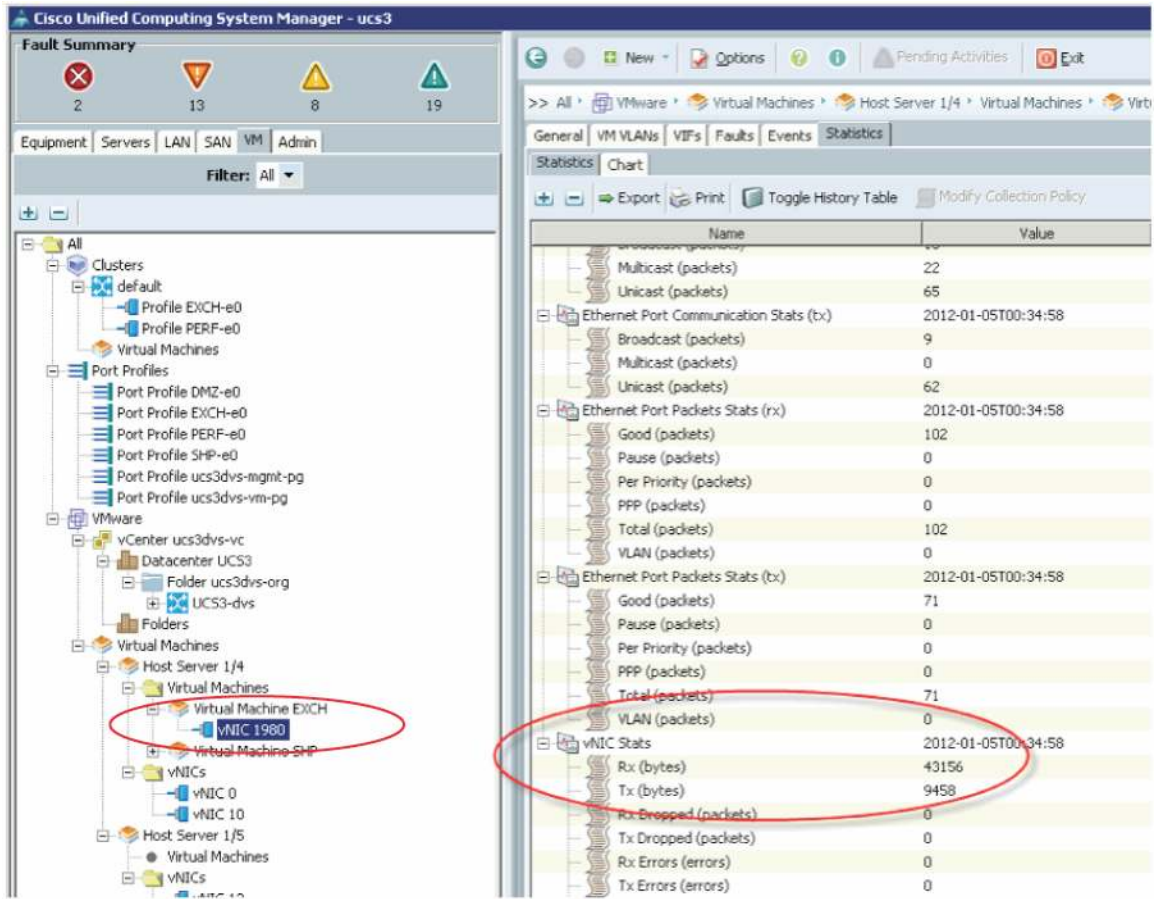 Cisco Unified Computing System Manager - ucs3
Fault Summary
2 13 8 19
Equipment Servers LAN SAN VM Admin
Filter: All
All
Clusters
default
Profile EXCH-e0
Profile PERF-e0
Virtual Machines
Port Profiles
Port Profile DMZ-e0
Port Profile EXCH-e0
Port Profile PERF-e0
Port Profile SHP-e0
Port Profile ucs3dvs-mgmt-pg
Port Profile ucs3dvs-vm-pg
VMware
vCenter ucs3dvs-vc
Datacenter UCS3
Folder ucs3dvs-org
UCS3-dvs
Folders
Virtual Machines
Host Server 1/4
Virtual Machines
Virtual Machine EXCH
vNIC 1980
Virtual Machine SHP
vNICs
vNIC 0
vNIC 10
Host Server 1/5
Virtual Machines
vNICs
New Options Pending Activities Exit
>> All VMware Virtual Machines Host Server 1/4 Virtual Machines
General VM VLANs VIFs Faults Events Statistics
Statistics Chart
Export Print Toggle History Table Modify Collection Policy
Name Value
Multicast (packets) 22
Unicast (packets) 65
Ethernet Port Communication Stats (tx) 2012-01-05T00:34:58
Broadcast (packets) 9
Multicast (packets) 0
Unicast (packets) 62
Ethernet Port Packets Stats (rx) 2012-01-05T00:34:58
Good (packets) 102
Pause (packets) 0
Per Priority (packets) 0
PPP (packets) 0
Total (packets) 102
VLAN (packets) 0
Ethernet Port Packets Stats (tx) 2012-01-05T00:34:58
Good (packets) 71
Pause (packets) 0
Per Priority (packets) 0
PPP (packets) 0
Total (packets) 71
VLAN (packets) 0
vNIC Stats 2012-01-05T00:34:58
Rx (bytes) 43156
Tx (bytes) 9458
Rx Dropped (packets) 0
Tx Dropped (packets) 0
Rx Errors (errors) 0
Tx Errors (errors) 0